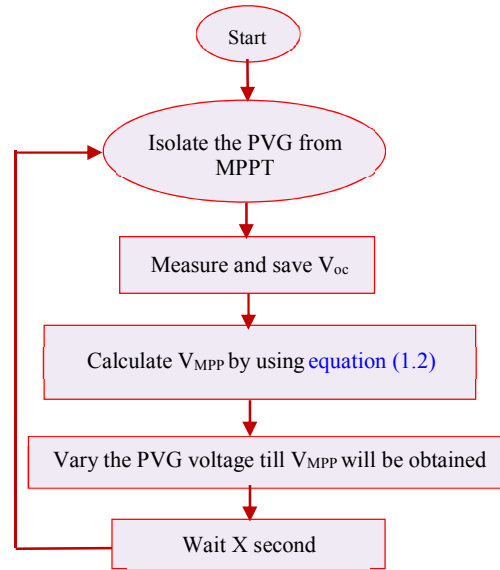 Start
Isolate the PVG from
MPPT
Measure and save Voc
Calculate VMPP by using equation (1.2)
Vary the PVG voltage till VMPP will be obtained
Wait X second